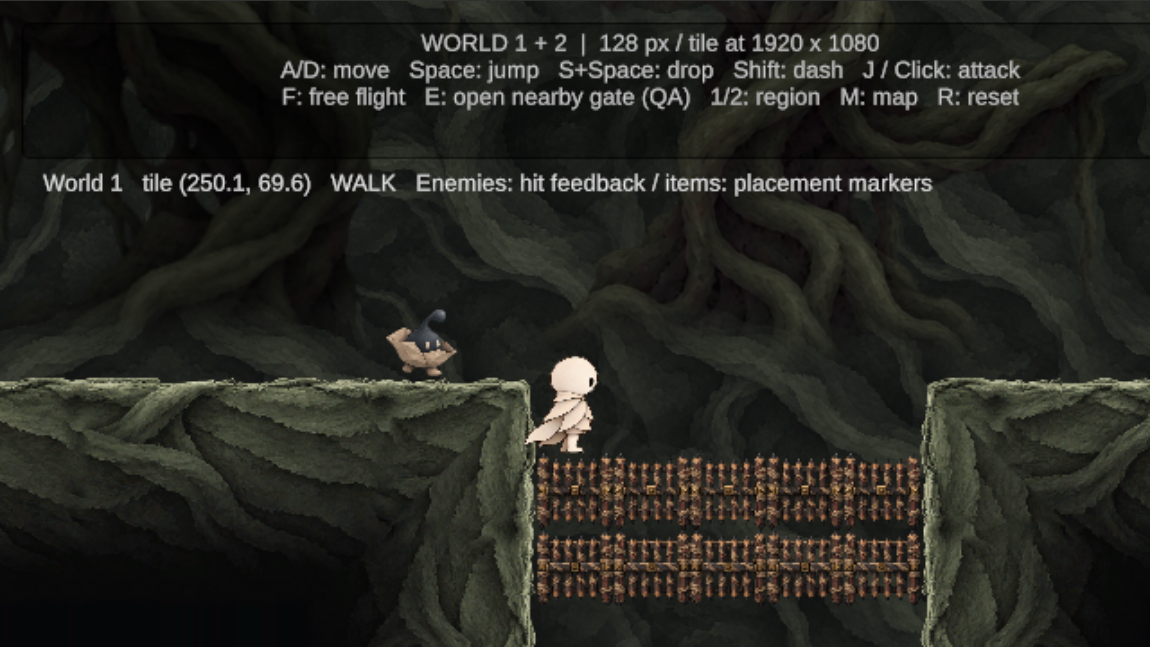 WORLD 1 + 2 | 128 px / tile at 1920 x 1080
A/D: move Space: jump S+Space: drop Shift: dash J / Click: attack
F: free flight E: open nearby gate (QA) 1/2: region M: map R: reset
World 1 tile (250.1, 69.6) WALK Enemies: hit feedback / items: placement markers